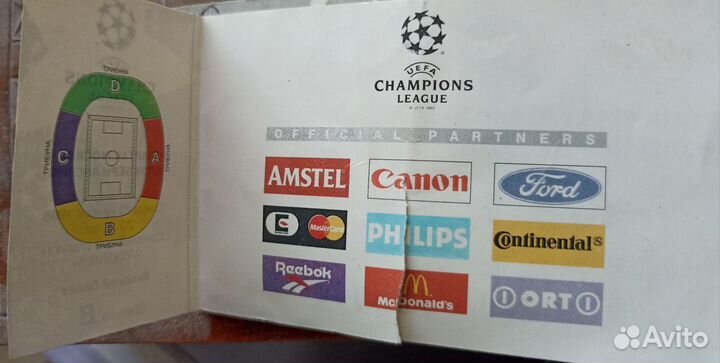 ТРИБУНА
D
ТРИБУНА
C
A
ТРИБУНА
B
ТРИБУНА
UEFA
CHAMPIONS
LEAGUE
OFFICIAL PARTNERS
AMSTEL
Canon
Ford
MasterCard
PHILIPS
Continental
Reebok
McDonald's
ORT
Avito